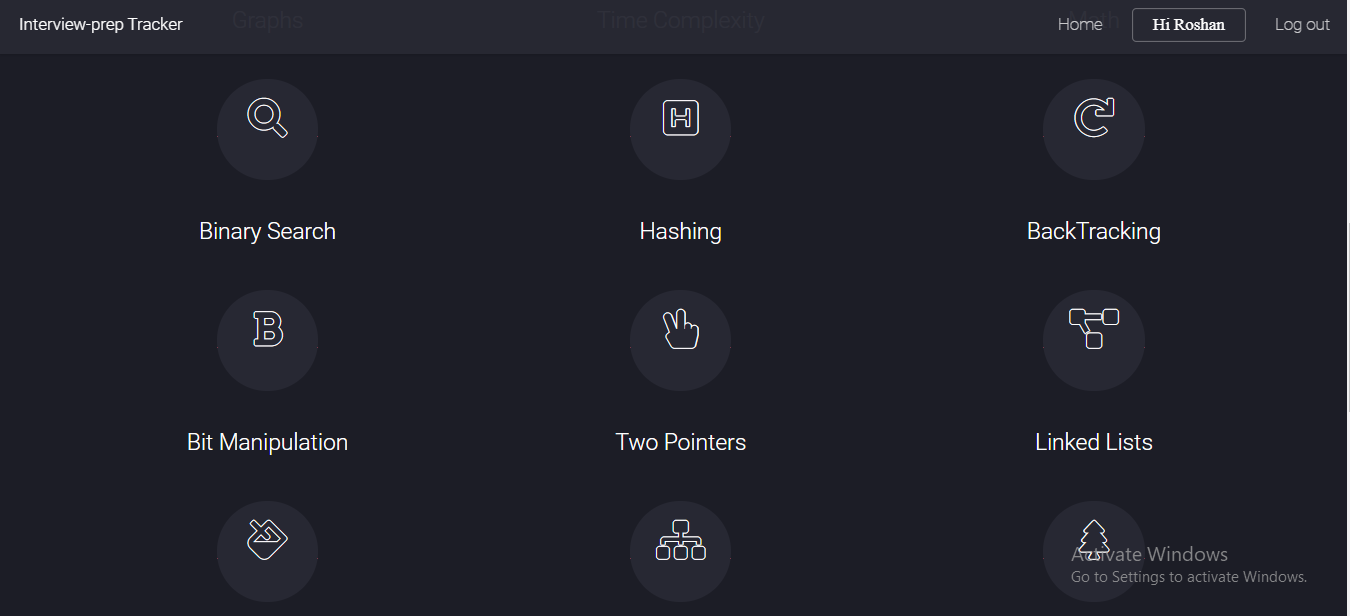 Interview-prep Tracker Graphs Time Complexity Home Math Hi Roshan Log out
H
Binary Search Hashing BackTracking
B
Bit Manipulation Two Pointers Linked Lists
Activate Windows
Go to Settings to activate Windows.